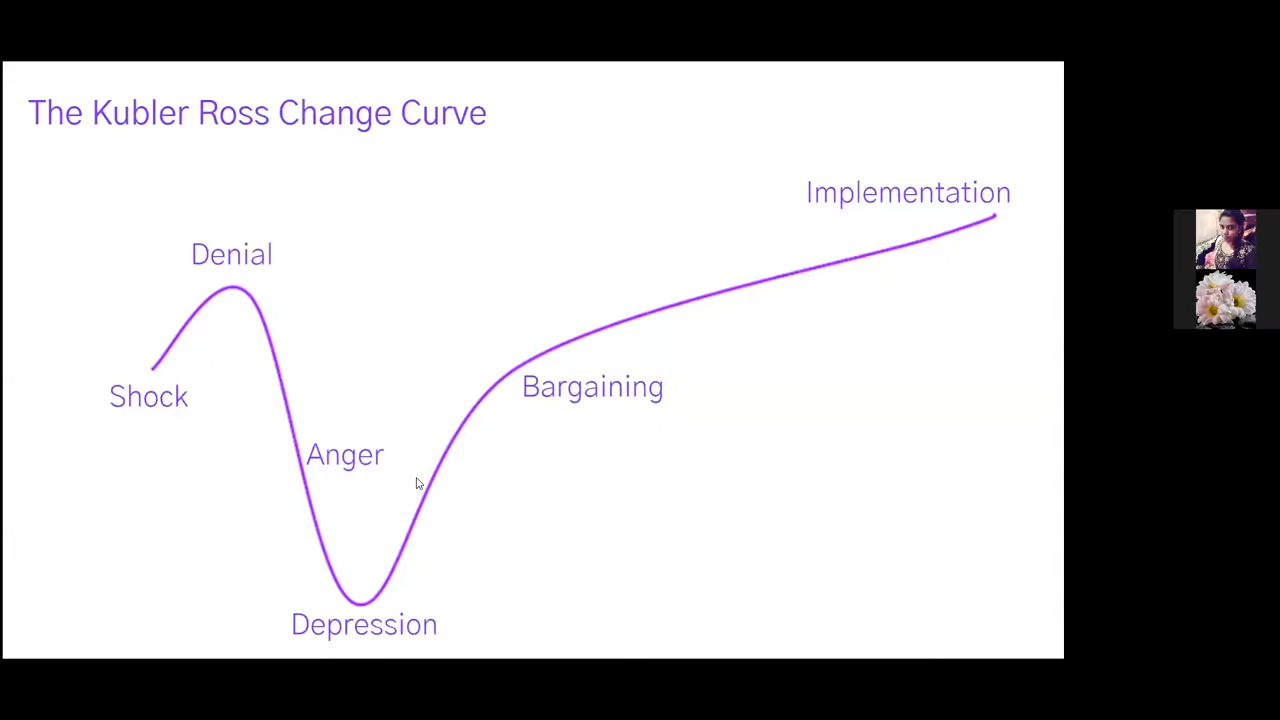 The Kubler Ross Change Curve
Implementation
Denial
Bargaining
Shock
Anger
Depression